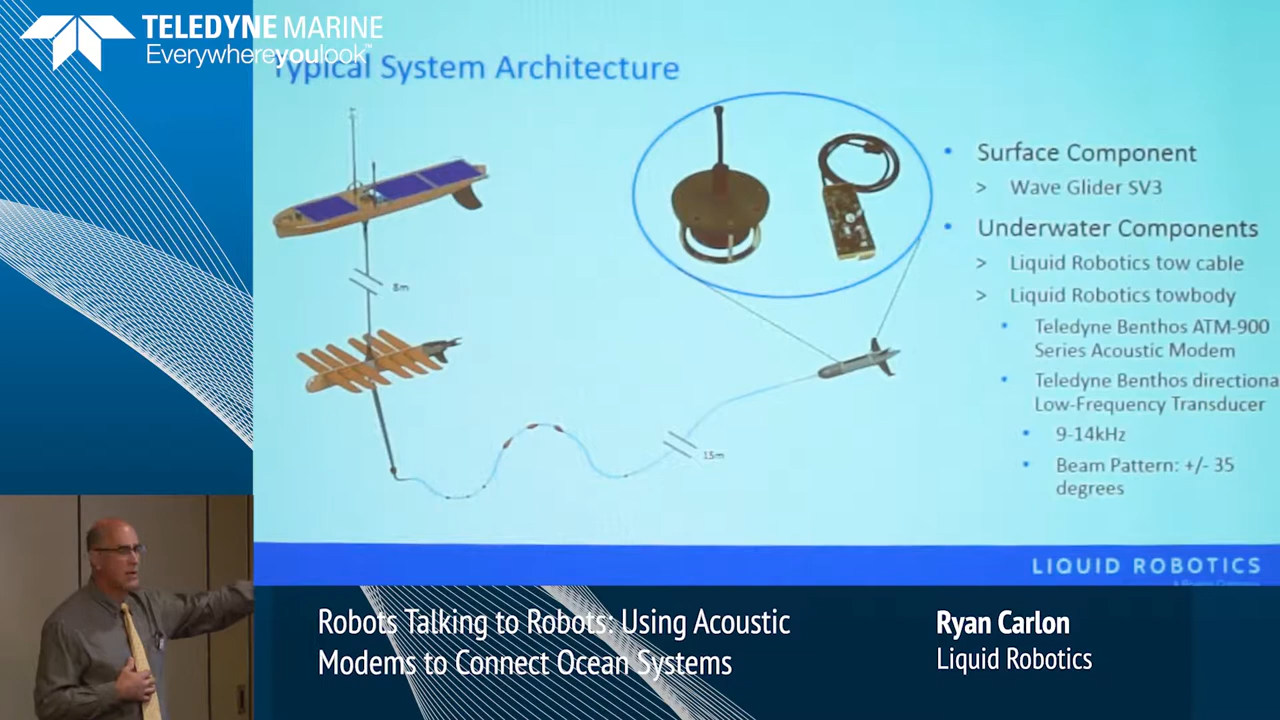 TELEDYNE MARINE
Everywhereyoulook™
Typical System Architecture
8m
15m
• Surface Component
> Wave Glider SV3
• Underwater Components
> Liquid Robotics tow cable
> Liquid Robotics towbody
• Teledyne Benthos ATM-900
Series Acoustic Modem
• Teledyne Benthos directiona
Low-Frequency Transducer
• 9-14kHz
• Beam Pattern: +/- 35
degrees
LIQUID ROBOTICS
Robots Talking to Robots: Using Acoustic
Modems to Connect Ocean Systems
Ryan Carlon
Liquid Robotics